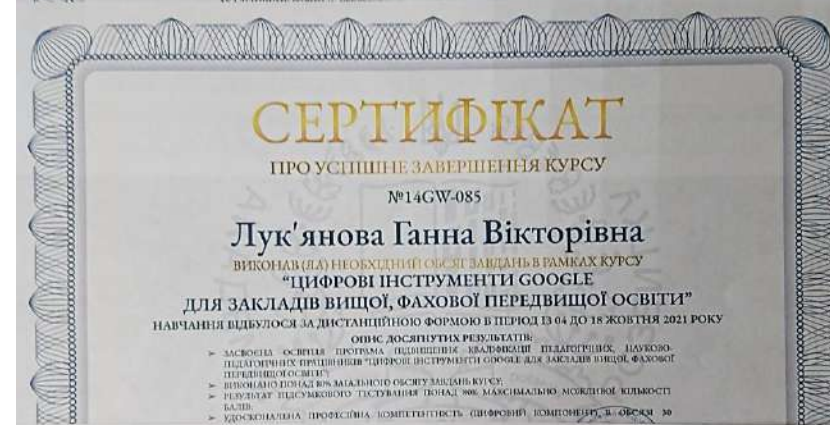 СЕРТИФІКАТ
ПРО УСПІШНЕ ЗАВЕРШЕННЯ КУРСУ
№14GW-085
Лук'янова Ганна Вікторівна
ВИКОНАВ (ЛА) НЕОБХІДНИЙ ОБСЯГ ЗАВДАНЬ В РАМКАХ КУРСУ
“ЦИФРОВІ ІНСТРУМЕНТИ GOOGLE
ДЛЯ ЗАКЛАДІВ ВИЩОЇ, ФАХОВОЇ ПЕРЕДВИЩОЇ ОСВІТИ”
НАВЧАННЯ ВІДБУЛОСЯ ЗА ДИСТАНЦІЙНОЮ ФОРМОЮ В ПЕРІОД ІЗ 04 ДО 18 ЖОВТНЯ 2021 РОКУ
ОПИС ДОСЯГНУТИХ РЕЗУЛЬТАТІВ:
➢ ЗАСВОЄНА ОСВІТНЯ ПРОГРАМА ПІДВИЩЕННЯ КВАЛІФІКАЦІЇ ПЕДАГОГІЧНИХ, НАУКОВО-
ПЕДАГОГІЧНИХ ПРАЦІВНИКІВ “ЦИФРОВІ ІНСТРУМЕНТИ GOOGLE ДЛЯ ЗАКЛАДІВ ВИЩОЇ, ФАХОВОЇ
ПЕРЕДВИЩОЇ ОСВІТИ”;
➢ ВИКОНАНО ПОНАД 80% ЗАГАЛЬНОГО ОБСЯГУ ЗАВДАНЬ КУРСУ;
➢ РЕЗУЛЬТАТ ПІДСУМКОВОГО ТЕСТУВАННЯ ПОНАД 90% МАКСИМАЛЬНО МОЖЛИВОЇ КІЛЬКОСТІ
БАЛІВ;
➢ УДОСКОНАЛЕНА ПРОФЕСІЙНА КОМПЕТЕНТНІСТЬ (ЦИФРОВИЙ КОМПОНЕНТ) В ОБСЯЗІ 30